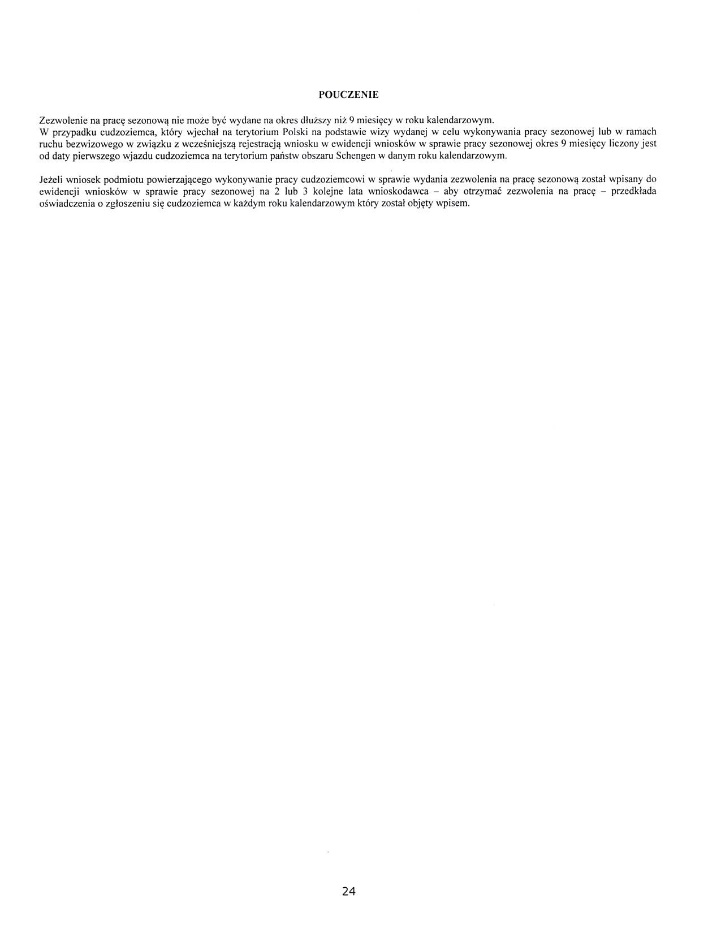 POUCZENIE
Zezwolenie na pracę sezonową nie może być wydane na okres dłuższy niż 9 miesięcy w roku kalendarzowym.
W przypadku cudzoziemca, który wjechał na terytorium Polski na podstawie wizy wydanej w celu wykonywania pracy sezonowej lub w ramach
ruchu bezwizowego w związku z wcześniejszą rejestracją wniosku w ewidencji wniosków w sprawie pracy sezonowej okres 9 miesięcy liczony jest
od daty pierwszego wjazdu cudzoziemca na terytorium państw obszaru Schengen w danym roku kalendarzowym.
Jeżeli wniosek podmiotu powierzającego wykonywanie pracy cudzoziemcowi w sprawie wydania zezwolenia na pracę sezonową został wpisany do
ewidencji wniosków w sprawie pracy sezonowej na 2 lub 3 kolejne lata wnioskodawca – aby otrzymać zezwolenia na pracę – przedkłada
oświadczenia o zgłoszeniu się cudzoziemca w każdym roku kalendarzowym który został objęty wpisem.
24